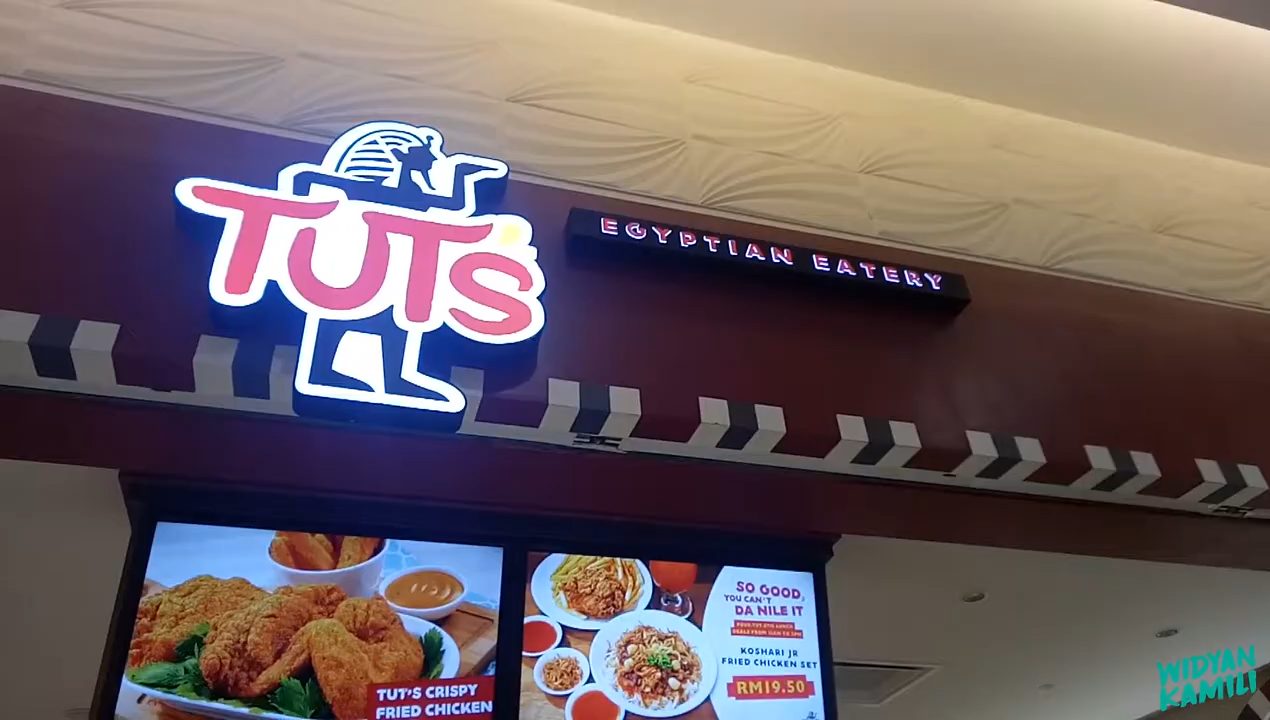 TUT'S
EGYPTIAN EATERY
TUT'S CRISPY
FRIED CHICKEN
SO GOOD,
YOU CAN'T
DA NILE IT
KOSHARI JR
FRIED CHICKEN SET
RM19.50
WIDYAN
KAMILI